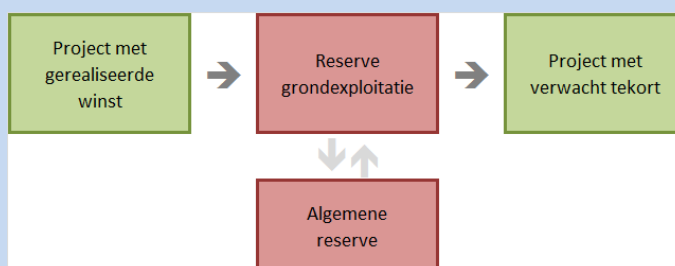 Project met
gerealiseerde
winst
Reserve
grondexploitatie
Project met
verwacht tekort
Algemene
reserve